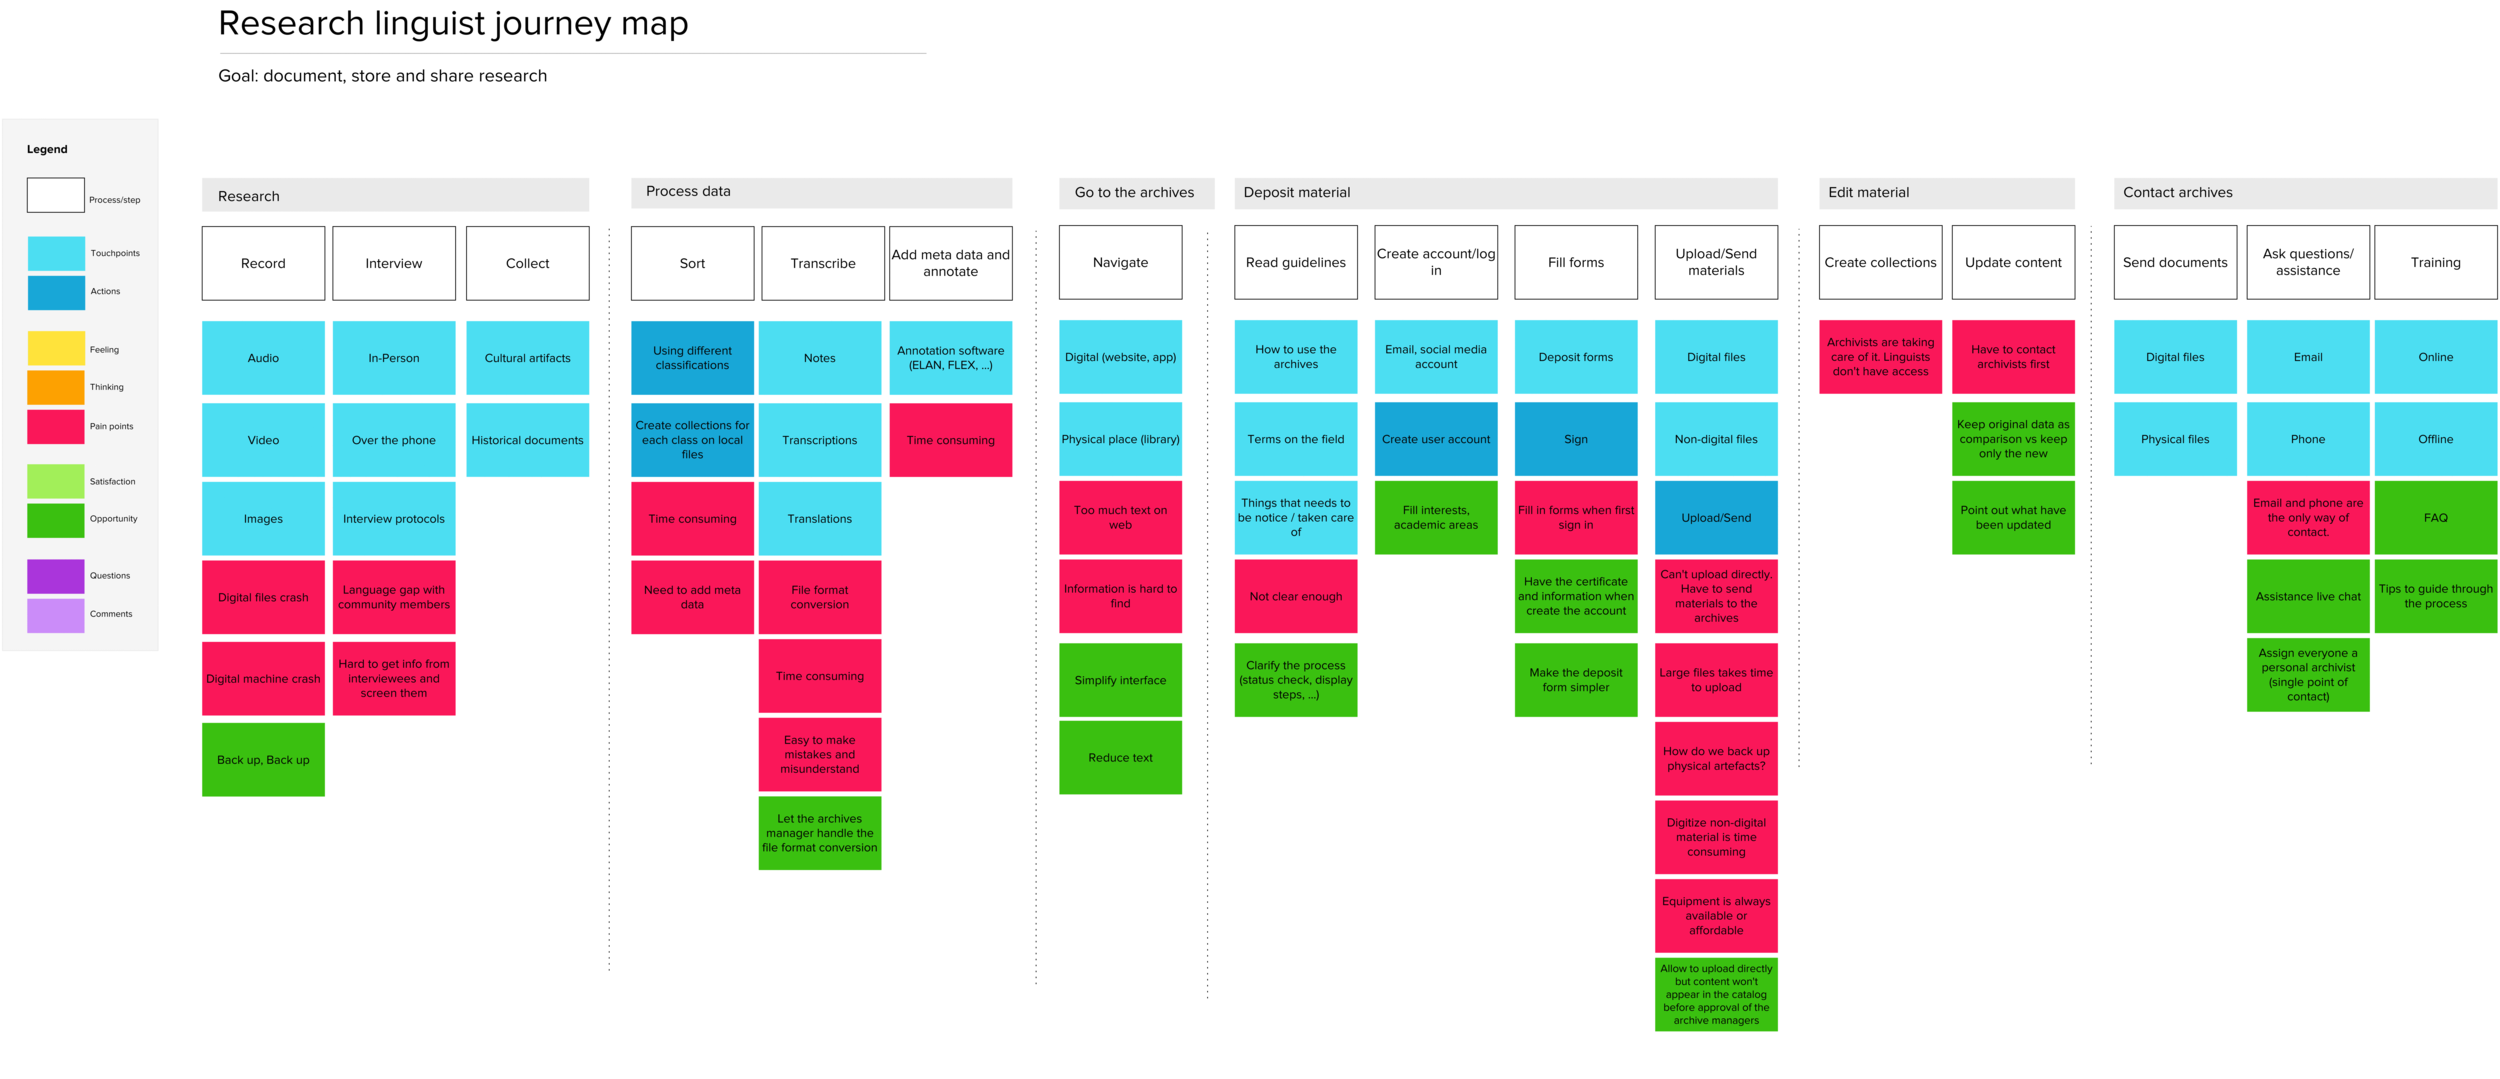 Research linguist journey map
Goal: document, store and share research
Legend
Process/step
Touchpoints
Actions
Feeling
Thinking
Pain points
Satisfaction
Opportunity
Questions
Comments
Research
Record
Audio
Video
Images
Digital files crash
Digital machine crash
Back up, Back up
Interview
In-Person
Over the phone
Interview protocols
Language gap with
community members
Hard to get info from
interviewees and
screen them
Collect
Cultural artifacts
Historical documents
Process data
Sort
Using different
classifications
Create collections for
each class on local
files
Time consuming
Need to add meta
data
Transcribe
Notes
Transcriptions
Translations
File format
conversion
Time consuming
Easy to make
mistakes and
misunderstand
Let the archives
manager handle the
file format conversion
Add meta data and
annotate
Annotation software
(ELAN, FLEX, ...)
Time consuming
Go to the archives
Navigate
Digital (website, app)
Physical place (library)
Too much text on
web
Information is hard to
find
Simplify interface
Reduce text
Deposit material
Read guidelines
How to use the
archives
Terms on the field
Things that needs to
be notice / taken care
of
Not clear enough
Clarify the process
(status check, display
steps, ...)
Create account/log
in
Email, social media
account
Create user account
Fill interests,
academic areas
Fill forms
Deposit forms
Sign
Fill in forms when first
sign in
Have the certificate
and information when
create the account
Make the deposit
form simpler
Upload/Send
materials
Digital files
Non-digital files
Upload/Send
Can't upload directly.
Have to send
materials to the
archives
Large files takes time
to upload
How do we back up
physical artefacts?
Digitize non-digital
material is time
consuming
Equipment is always
available or
affordable
Allow to upload directly
but content won't
appear in the catalog
before approval of the
archive managers
Edit material
Create collections
Archivists are taking
care of it. Linguists
don't have access
Update content
Have to contact
archivists first
Keep original data as
comparison vs keep
only the new
Point out what have
been updated
Contact archives
Send documents
Digital files
Physical files
Ask questions/
assistance
Email
Phone
Email and phone are
the only way of
contact.
Assistance live chat
Assign everyone a
personal archivist
(single point of
contact)
Training
Online
Offline
FAQ
Tips to guide through
the process